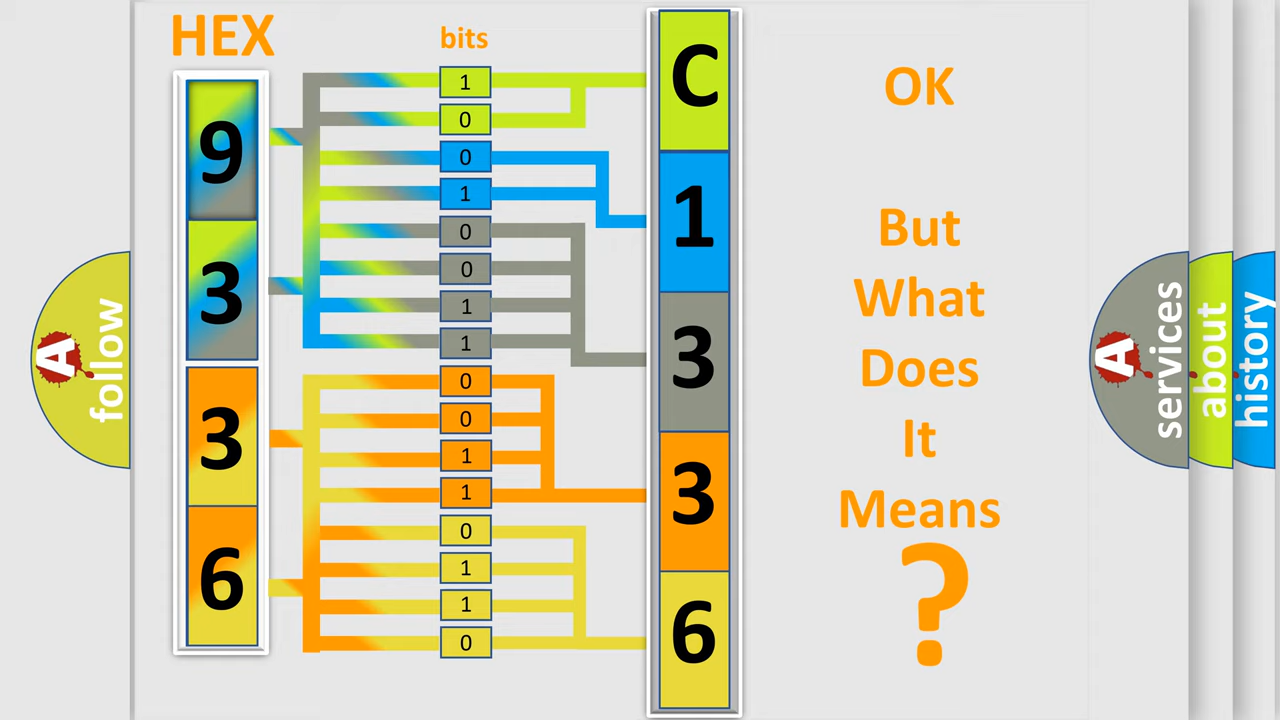 HEX
bits
9
3
3
6
1
0
0
1
0
0
1
1
0
0
1
1
0
1
1
0
C
1
3
3
6
OK
But
What
Does
It
Means
?
A
follow
A
services
about
history